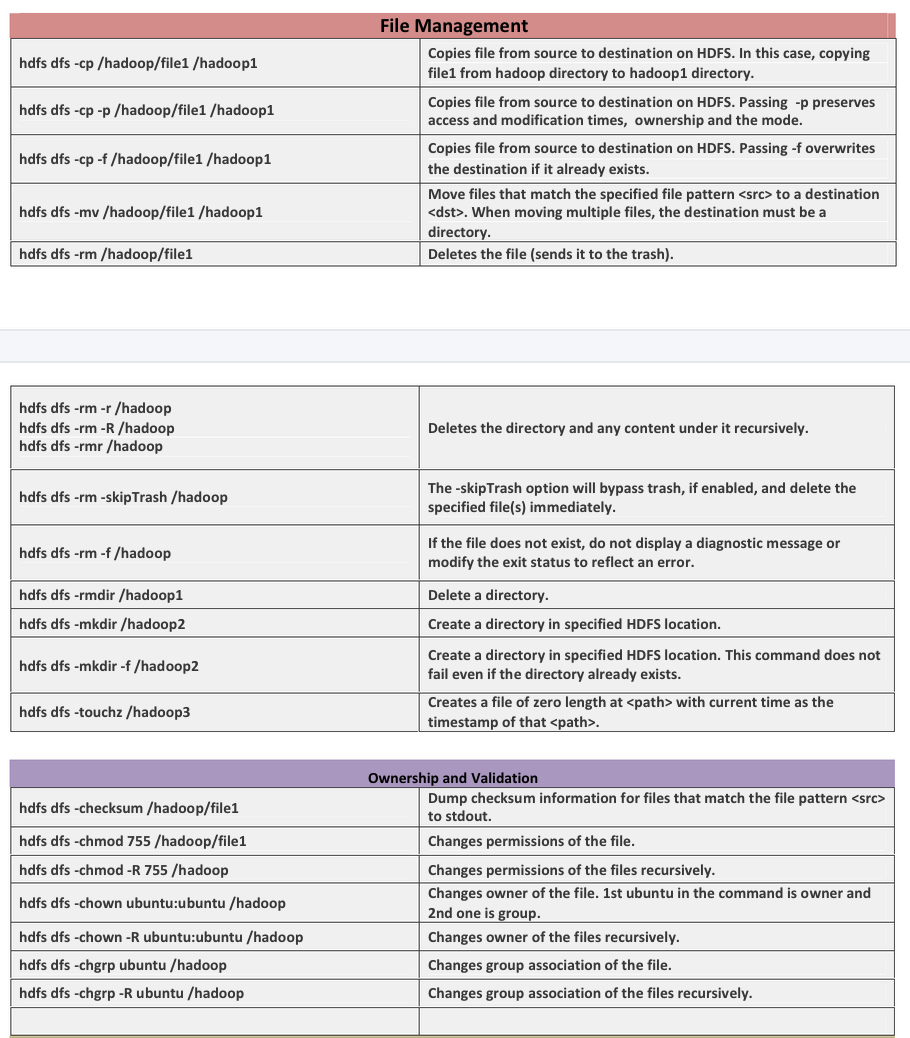 File Management
hdfs dfs -cp /hadoop/file1 /hadoop1
Copies file from source to destination on HDFS. In this case, copying
file1 from hadoop directory to hadoop1 directory.
hdfs dfs -cp -p /hadoop/file1 /hadoop1
Copies file from source to destination on HDFS. Passing  -p preserves
access and modification times,  ownership and the mode.
hdfs dfs -cp -f /hadoop/file1 /hadoop1
Copies file from source to destination on HDFS. Passing -f overwrites
the destination if it already exists.
hdfs dfs -mv /hadoop/file1 /hadoop1
Move files that match the specified file pattern <src> to a destination
<dst>. When moving multiple files, the destination must be a
directory.
hdfs dfs -rm /hadoop/file1
Deletes the file (sends it to the trash).
hdfs dfs -rm -r /hadoop
hdfs dfs -rm -R /hadoop
hdfs dfs -rmr /hadoop
Deletes the directory and any content under it recursively.
hdfs dfs -rm -skipTrash /hadoop
The -skipTrash option will bypass trash, if enabled, and delete the
specified file(s) immediately.
hdfs dfs -rm -f /hadoop
If the file does not exist, do not display a diagnostic message or
modify the exit status to reflect an error.
hdfs dfs -rmdir /hadoop1
Delete a directory.
hdfs dfs -mkdir /hadoop2
Create a directory in specified HDFS location.
hdfs dfs -mkdir -f /hadoop2
Create a directory in specified HDFS location. This command does not
fail even if the directory already exists.
hdfs dfs -touchz /hadoop3
Creates a file of zero length at <path> with current time as the
timestamp of that <path>.
Ownership and Validation
hdfs dfs -checksum /hadoop/file1
Dump checksum information for files that match the file pattern <src>
to stdout.
hdfs dfs -chmod 755 /hadoop/file1
Changes permissions of the file.
hdfs dfs -chmod -R 755 /hadoop
Changes permissions of the files recursively.
hdfs dfs -chown ubuntu:ubuntu /hadoop
Changes owner of the file. 1st ubuntu in the command is owner and
2nd one is group.
hdfs dfs -chown -R ubuntu:ubuntu /hadoop
Changes owner of the files recursively.
hdfs dfs -chgrp ubuntu /hadoop
Changes group association of the file.
hdfs dfs -chgrp -R ubuntu /hadoop
Changes group association of the files recursively.